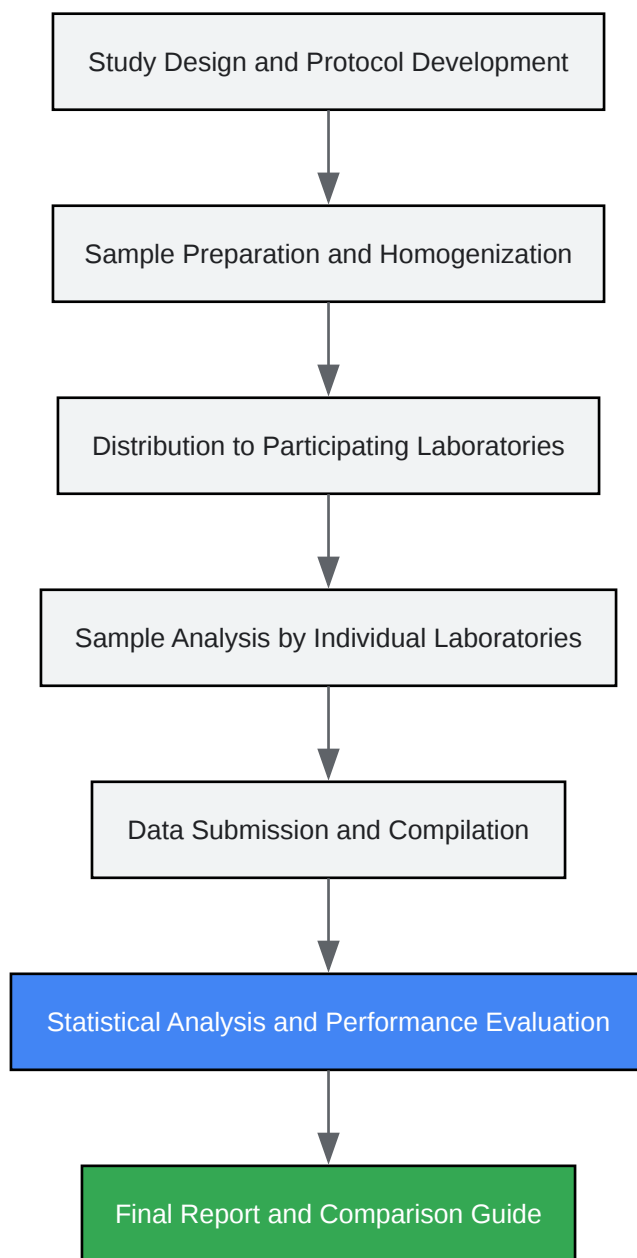 Study Design and Protocol Development
Sample Preparation and Homogenization
Distribution to Participating Laboratories
Sample Analysis by Individual Laboratories
Data Submission and Compilation
Statistical Analysis and Performance Evaluation
Final Report and Comparison Guide